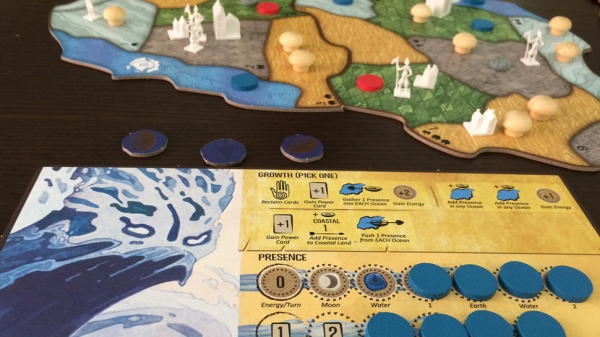 GROWTH (PICK ONE)
+1
+2
+
+
+1
Reclaim Cards
Gain Power
Card
Gather 1 Presence
into EACH Ocean
Gain Energy
Add Presence
in any Ocean
Add Presence
in any Ocean
Gain Energy
+1
+
COASTAL
1
Gain Power
Card
Add Presence
to Coastal Land
Push 1 Presence
from EACH Ocean
PRESENCE
0
Energy/Turn
Moon
Water
1
Earth
Water
2
1
2